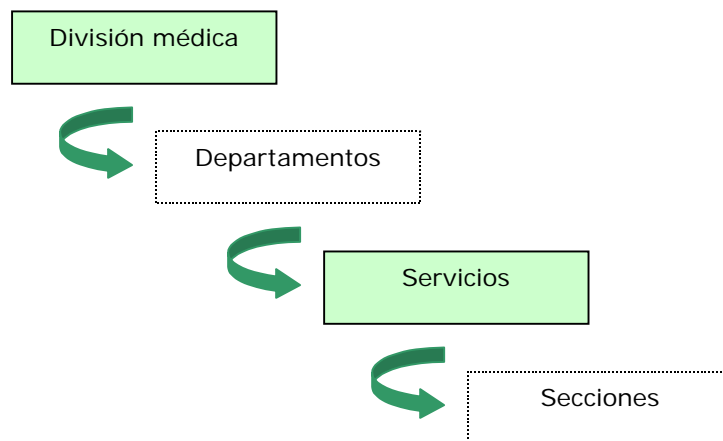 División médica
Departamentos
Servicios
Secciones